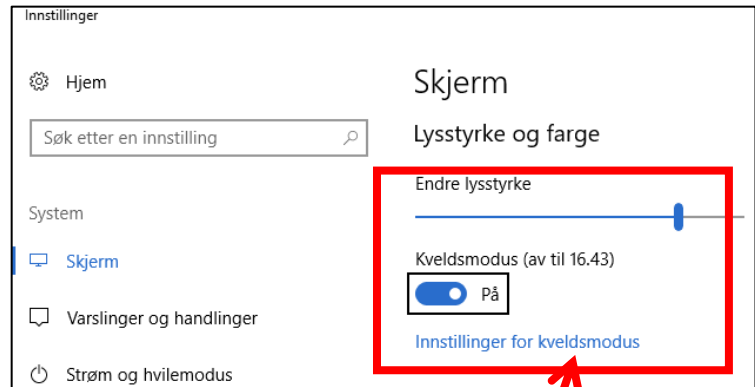 Innstillinger
Hjem
Søk etter en innstilling
System
Skjerm
Varslinger og handlinger
Strøm og hvilemodus
Skjerm
Lysstyrke og farge
Endre lysstyrke
Kveldsmodus (av til 16.43)
På
Innstillinger for kveldsmodus